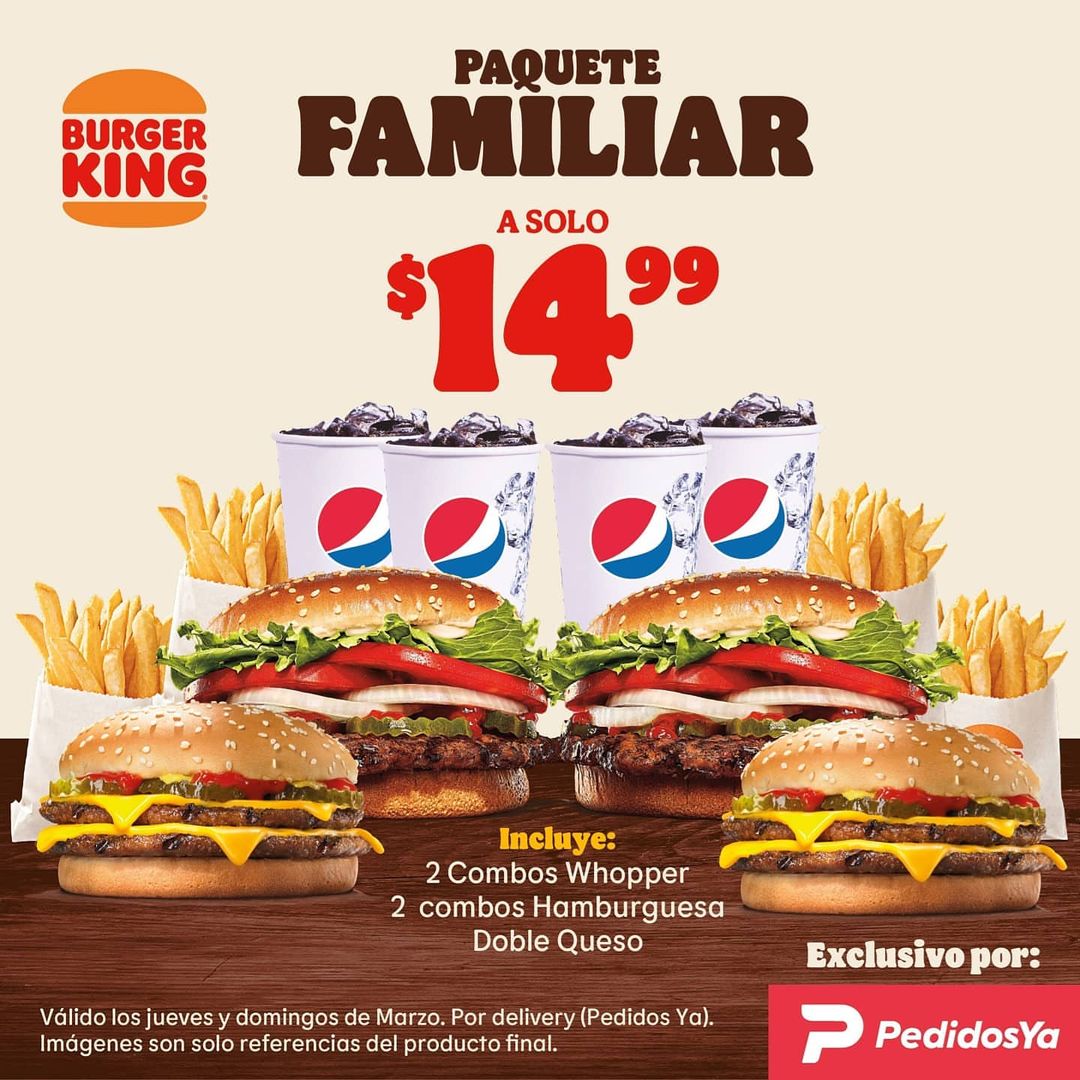 BURGER
KING
PAQUETE
FAMILIAR
A SOLO
$14.99
Incluye:
2 Combos Whopper
2 combos Hamburguesa
Doble Queso
Exclusivo por:
PedidosYa
Válido los jueves y domingos de Marzo. Por delivery (Pedidos Ya).
Imágenes son solo referencias del producto final.